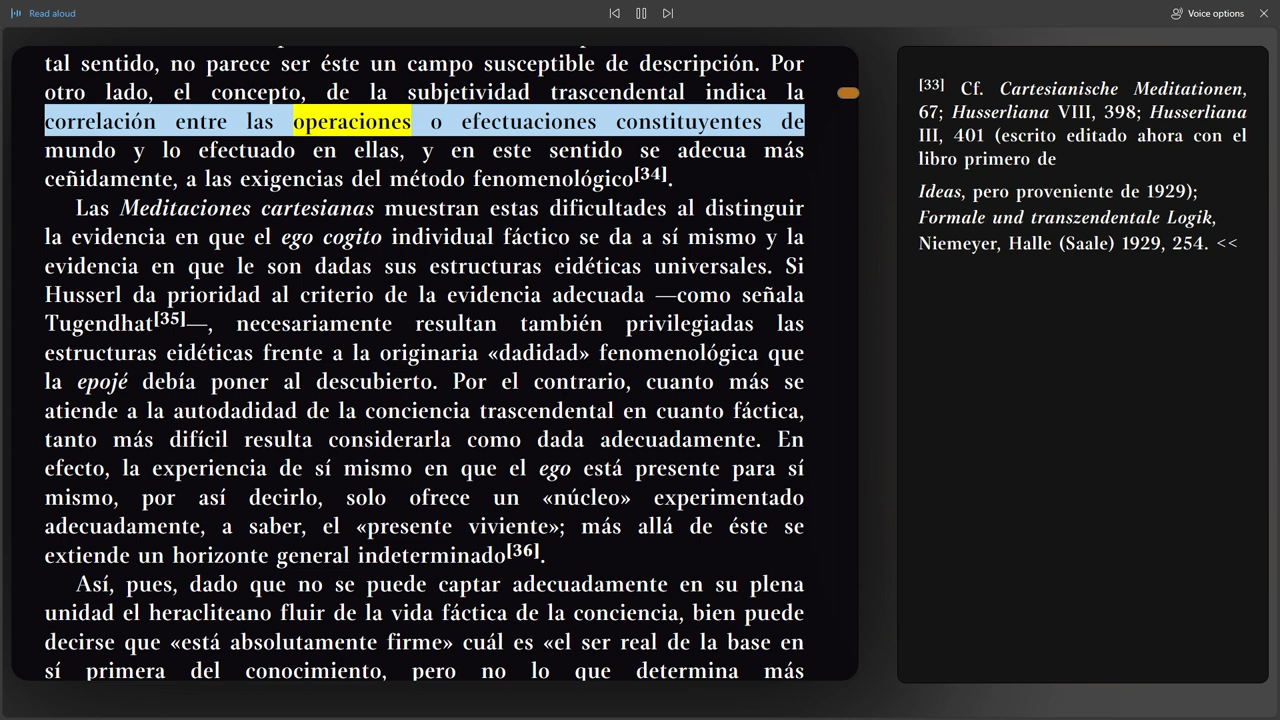 Read aloud
Voice options
tal sentido, no parece ser éste un campo susceptible de descripción. Por
otro lado, el concepto, de la subjetividad trascendental indica la
correlación entre las operaciones o efectuaciones constituyentes de
mundo y lo efectuado en ellas, y en este sentido se adecua más
ceñidamente, a las exigencias del método fenomenológico[34].
Las Meditaciones cartesianas muestran estas dificultades al distinguir
la evidencia en que el ego cogito individual fáctico se da a sí mismo y la
evidencia en que le son dadas sus estructuras eidéticas universales. Si
Husserl da prioridad al criterio de la evidencia adecuada —como señala
Tugendhat[35]—, necesariamente resultan también privilegiadas las
estructuras eidéticas frente a la originaria «dadidad» fenomenológica que
la epojé debía poner al descubierto. Por el contrario, cuanto más se
atiende a la autodadidad de la conciencia trascendental en cuanto fáctica,
tanto más difícil resulta considerarla como dada adecuadamente. En
efecto, la experiencia de sí mismo en que el ego está presente para sí
mismo, por así decirlo, solo ofrece un «núcleo» experimentado
adecuadamente, a saber, el «presente viviente»; más allá de éste se
extiende un horizonte general indeterminado[36].
Así, pues, dado que no se puede captar adecuadamente en su plena
unidad el heracliteano fluir de la vida fáctica de la conciencia, bien puede
decirse que «está absolutamente firme» cuál es «el ser real de la base en
sí primera del conocimiento, pero no lo que determina más
[33] Cf. Cartesianische Meditationen,
67; Husserliana VIII, 398; Husserliana
III, 401 (escrito editado ahora con el
libro primero de
Ideas, pero proveniente de 1929);
Formale und transzendentale Logik,
Niemeyer, Halle (Saale) 1929, 254. <<